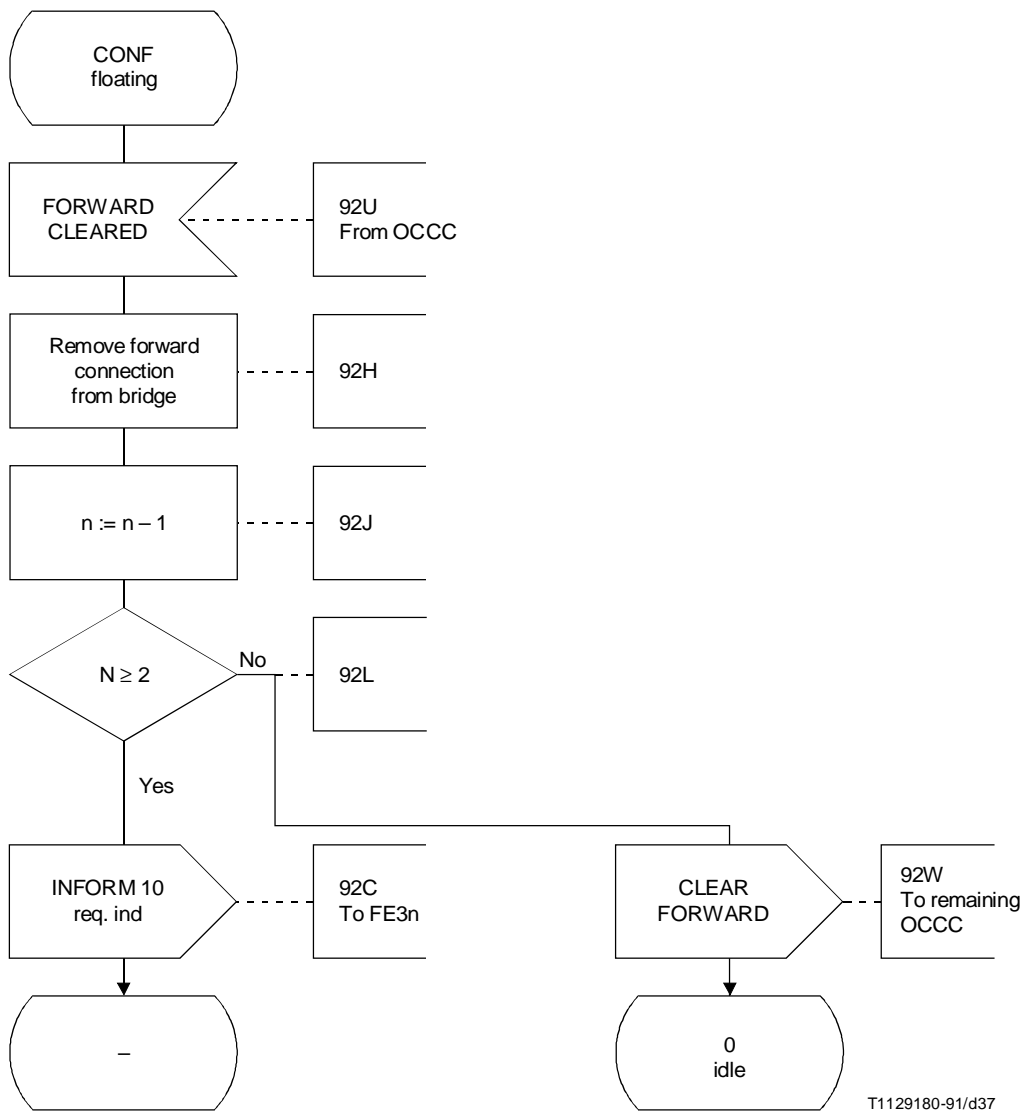 CONF
floating
FORWARD
CLEARED
92U
From OCCC
Remove forward
connection
from bridge
92H
n := n – 1
92J
N ≥ 2
No
92L
Yes
INFORM 10
req. ind
92C
To FE3n
CLEAR
FORWARD
92W
To remaining
OCCC
–
0
idle
T1129180-91/d37